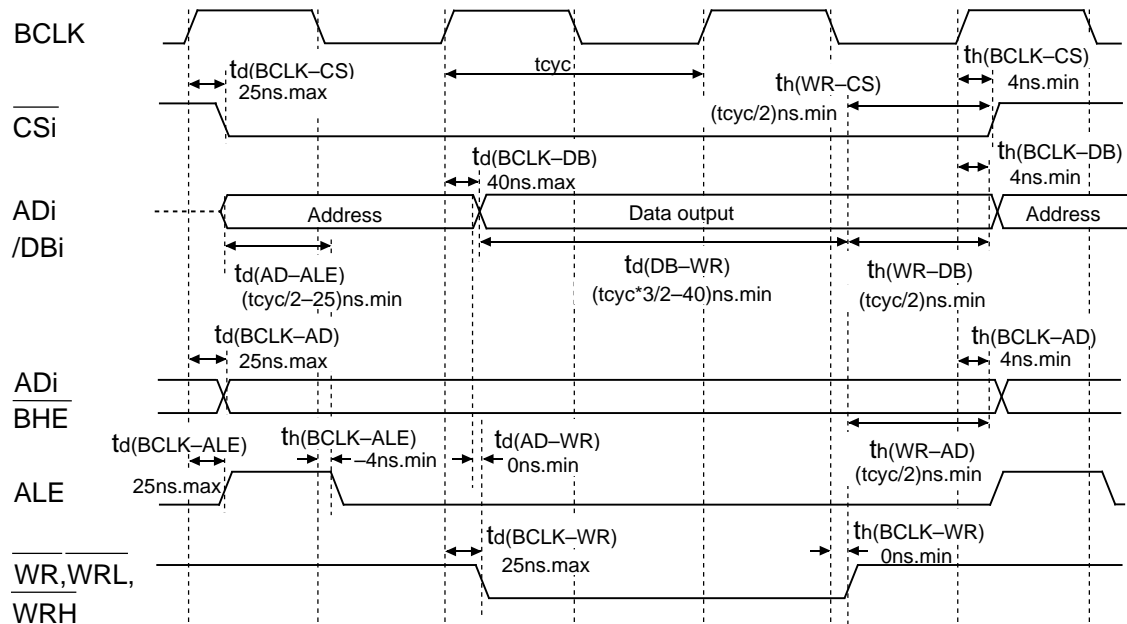 BCLK
td(BCLK–CS)
25ns.max
tcyc
th(BCLK–CS)
4ns.min
th(WR–CS)
(tcyc/2)ns.min
CSi
td(BCLK–DB)
40ns.max
th(BCLK–DB)
4ns.min
ADi
/DBi
Address
Data output
Address
td(AD–ALE)
(tcyc/2–25)ns.min
td(DB–WR)
(tcyc*3/2–40)ns.min
th(WR–DB)
(tcyc/2)ns.min
td(BCLK–AD)
25ns.max
th(BCLK–AD)
4ns.min
ADi
BHE
td(BCLK–ALE)
25ns.max
th(BCLK–ALE)
–4ns.min
td(AD–WR)
0ns.min
th(WR–AD)
(tcyc/2)ns.min
ALE
td(BCLK–WR)
25ns.max
th(BCLK–WR)
0ns.min
WR,WRL,
WRH